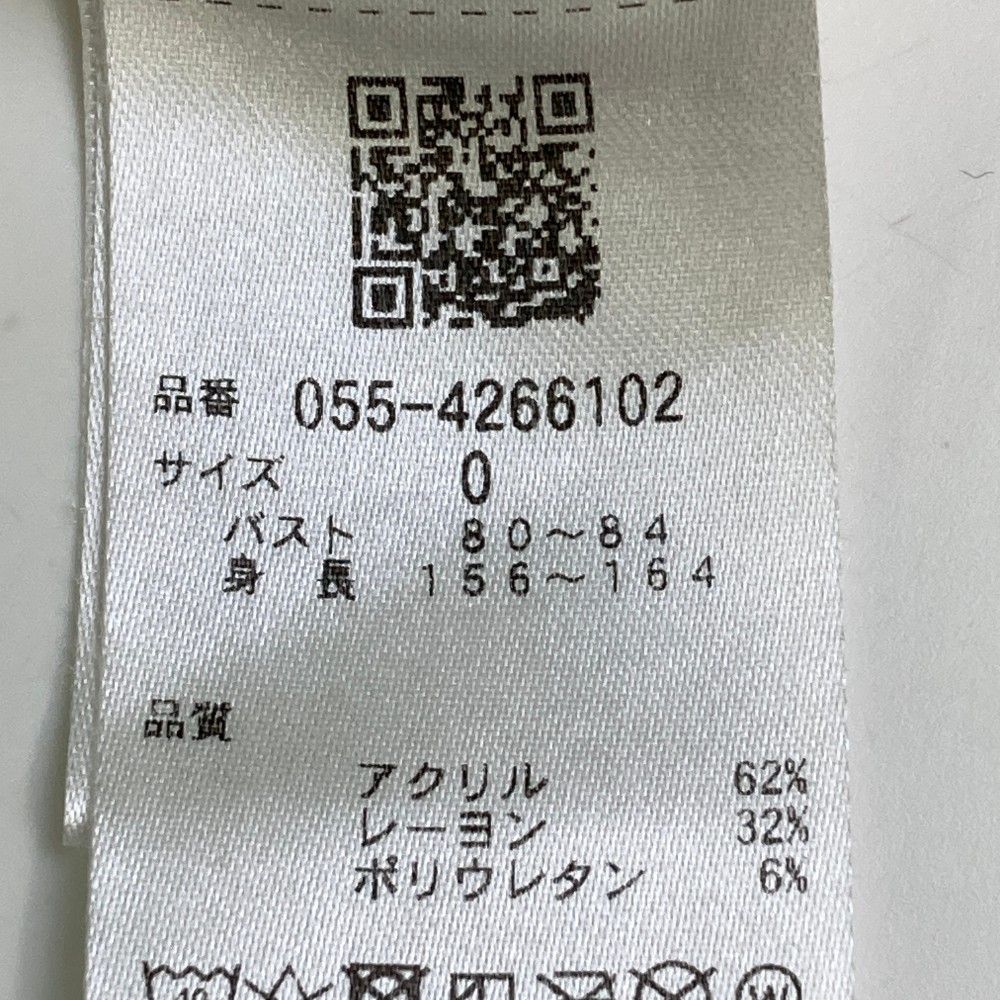 品番 055-4266102
サイズ 0
バスト 80～84
身長 156～164
品質
アクリル 62%
レーヨン 32%
ポリウレタン 6%